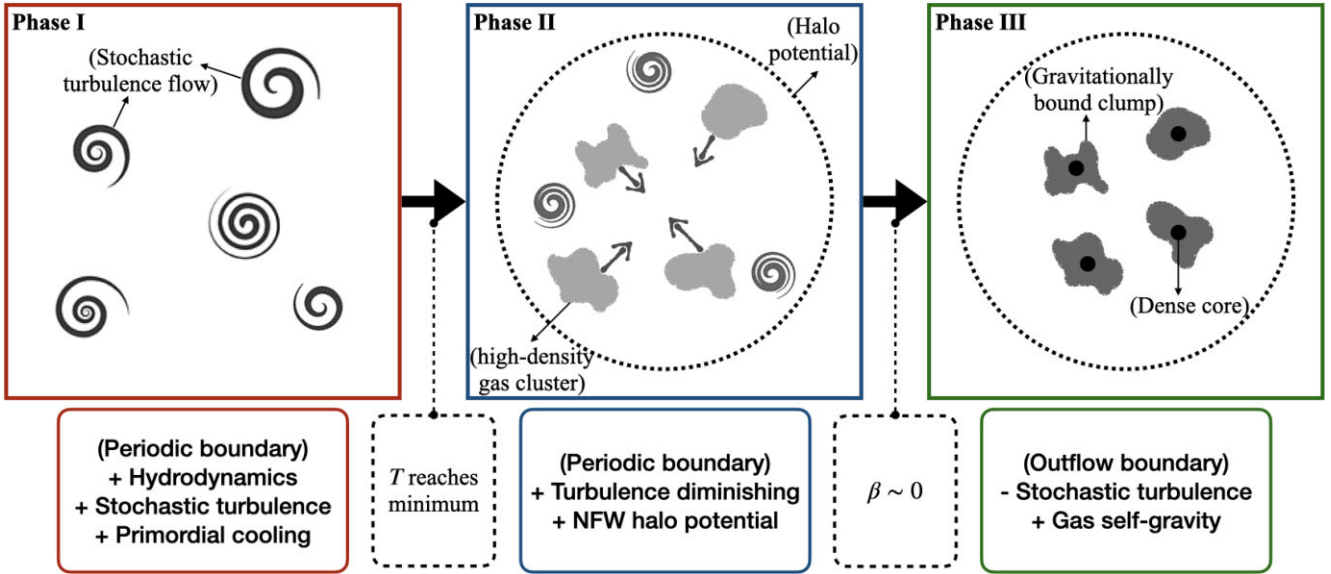 Phase I
(Stochastic
turbulence flow)
Phase II
(Halo
potential)
(high-density
gas cluster)
Phase III
(Gravitationally
bound clump)
(Dense core)
(Periodic boundary)
+ Hydrodynamics
+ Stochastic turbulence
+ Primordial cooling
T reaches
minimum
(Periodic boundary)
+ Turbulence diminishing
+ NFW halo potential
β ~ 0
(Outflow boundary)
- Stochastic turbulence
+ Gas self-gravity